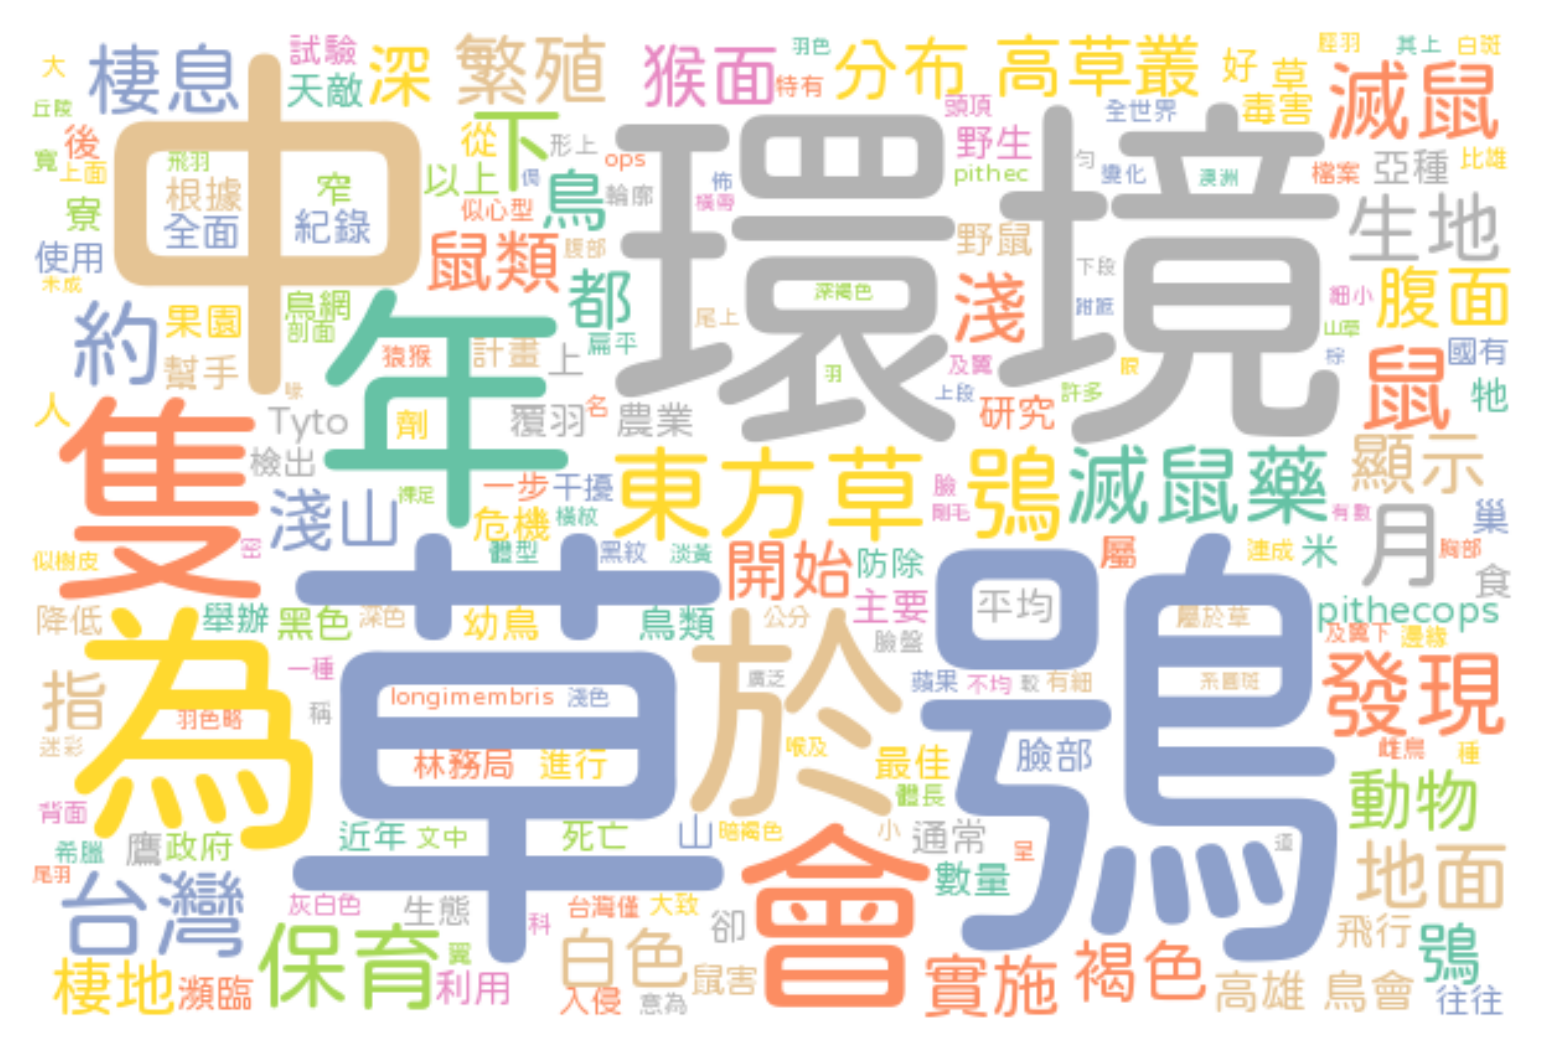 大
棲息
試驗
天敵
深
繁殖
猴面
羽色
特有
分布
高草叢
好
草
脛羽
其上
白斑
滅鼠
丘陵
後
中
從
下
形上
ops
頭頂
野生
pithec
全世界
毒害
環境
勻
變化
澳洲
檔案
亞種
比雄
寬
上面
飛羽
根據
窄
寮
全面
紀錄
以上
偶
似心型
鳥
輪廓
佈
橫帶
生地
使用
未成
鼠類
腹部
野鼠
下段
都
深褐色
尾上
淺
跗蹠
細小
腹面
山草
約
果園
鳥網
剖面
年
猿猴
計畫
上
扁平
羽
及翼
上段
眼
許多
棕
國有
鼠
牠
幫手
喙
人
隻
Tyto
劑
覆羽
名
農業
研究
檢出
淺山
裸足
一步
干擾
危機
橫紋
東方草
臉
剛毛
鴞
滅鼠藥
顯示
有數
月
巢
似樹皮
體型
黑紋
淡黃
開始
防除
屬
連成
米
胸部
食
降低
為
舉辦
黑色
深色
草
幼鳥
鳥類
於
公分
主要
臉盤
鴞
平均
屬於草
pithecops
及翼下
邊緣
指
一種
稱
羽色略
迷彩
longimembris
淺色
廣泛
蘋果
不均
較
有細
系圓斑
發現
林務局
進行
喉及
最佳
體長
臉部
雌鳥
種
動物
背面
希臘
鷹
政府
近年
文中
死亡
山
暗褐色
小
通常
呈
道
尾羽
台灣
灰白色
生態
科
台灣僅
大致
卻
會
數量
地面
飛行
鴞
棲地
瀕臨
保育
翼
利用
白色
入侵
意為
鼠害
實施
褐色
高雄
鳥會
往往